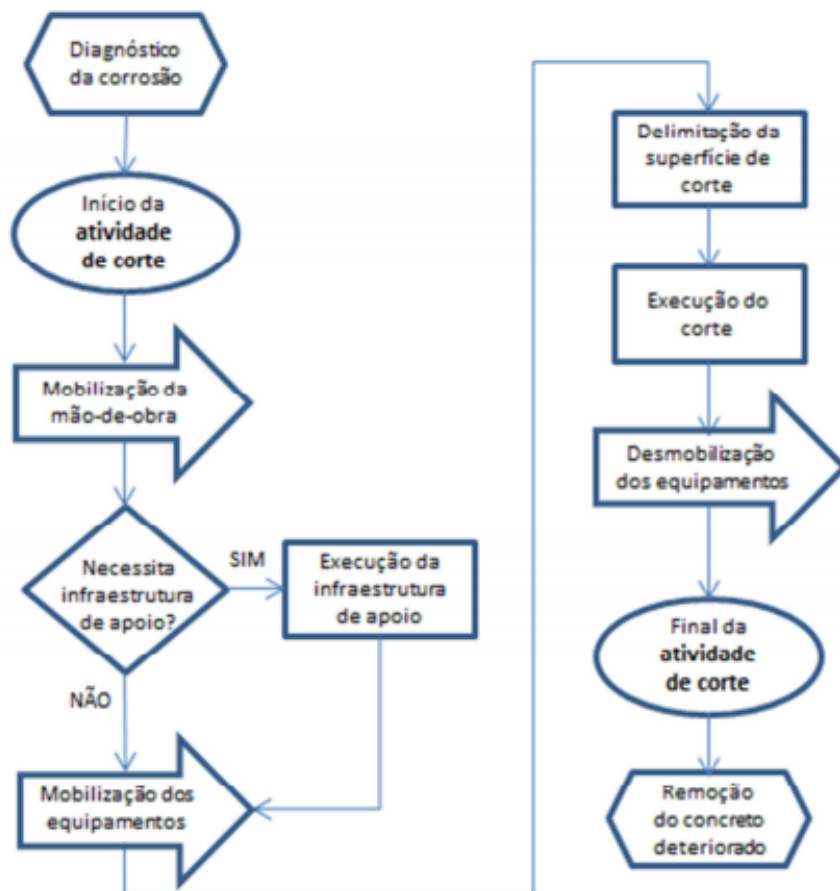 Diagnóstico
da corrosão
Início da
atividade
de corte
Mobilização da
mão-de-obra
Necessita
infraestrutura
de apoio?
SIM
Execução da
infraestrutura
de apoio
NÃO
Mobilização dos
equipamentos
Delimitação da
superfície de
corte
Execução do
corte
Desmobilização
dos equipamentos
Final da
atividade
de corte
Remoção
do concreto
deteriorado